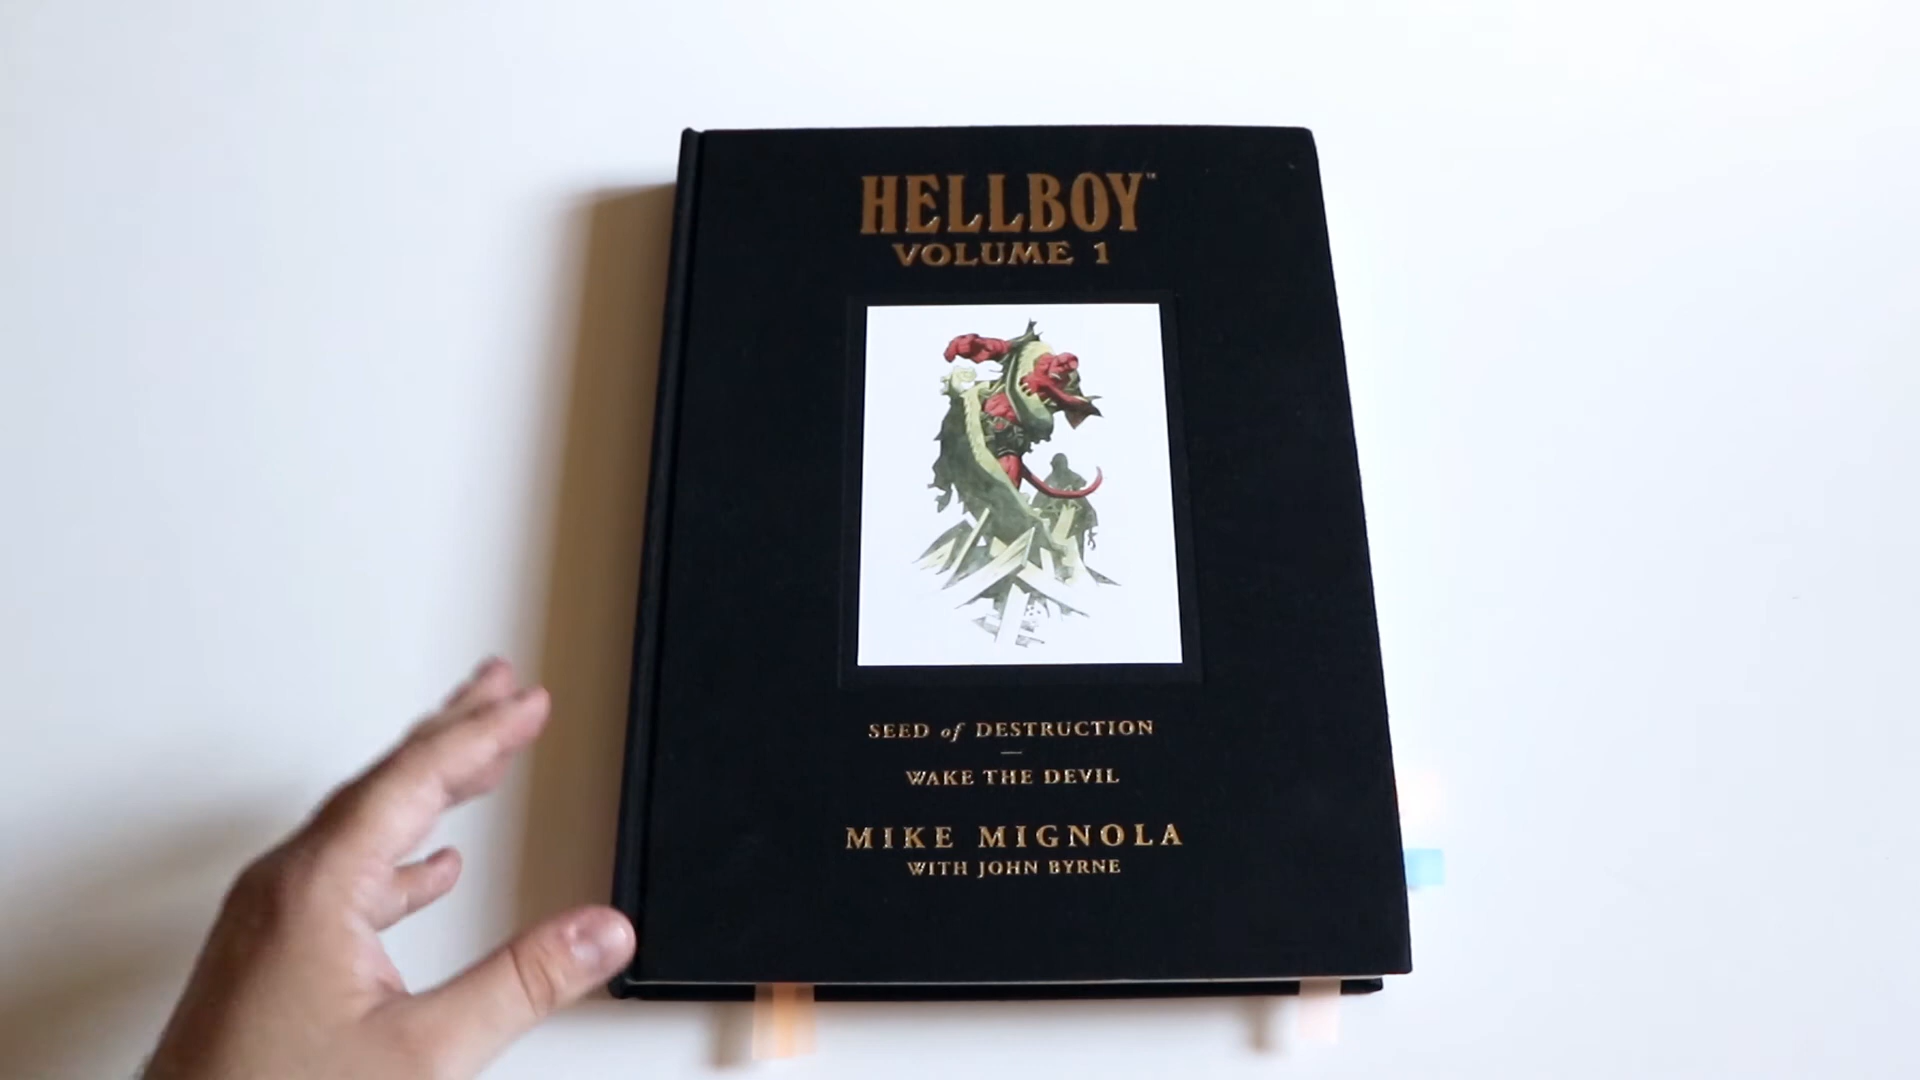 HELLBOY™
VOLUME 1
SEED of DESTRUCTION
—
WAKE THE DEVIL
MIKE MIGNOLA
WITH JOHN BYRNE